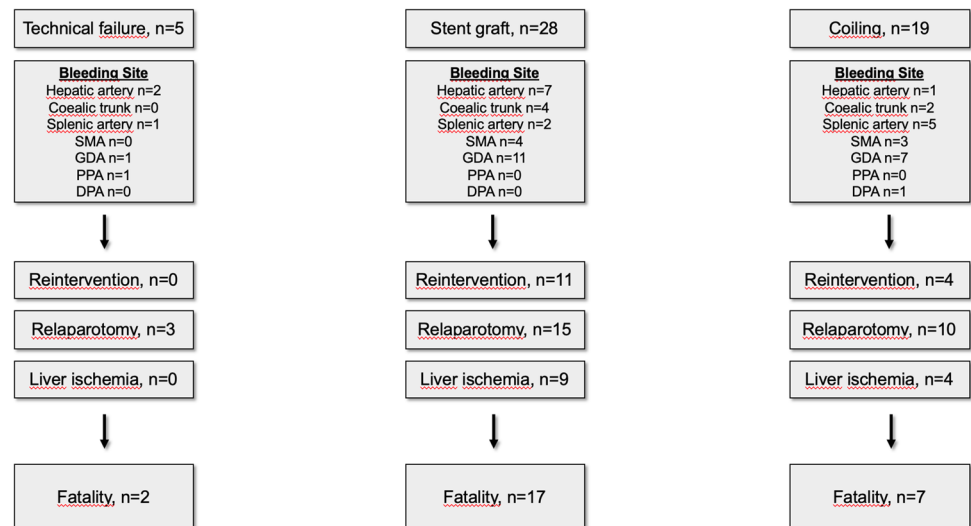 Technical failure, n=5
Bleeding Site
Hepatic artery n=2
Coealic trunk n=0
Splenic artery n=1
SMA n=0
GDA n=1
PPA n=1
DPA n=0
Reintervention, n=0
Relaparotomy, n=3
Liver ischemia, n=0
Fatality, n=2
Stent graft, n=28
Bleeding Site
Hepatic artery n=7
Coealic trunk n=4
Splenic artery n=2
SMA n=4
GDA n=11
PPA n=0
DPA n=0
Reintervention, n=11
Relaparotomy, n=15
Liver ischemia, n=9
Fatality, n=17
Coiling, n=19
Bleeding Site
Hepatic artery n=1
Coealic trunk n=2
Splenic artery n=5
SMA n=3
GDA n=7
PPA n=0
DPA n=1
Reintervention, n=4
Relaparotomy, n=10
Liver ischemia, n=4
Fatality, n=7